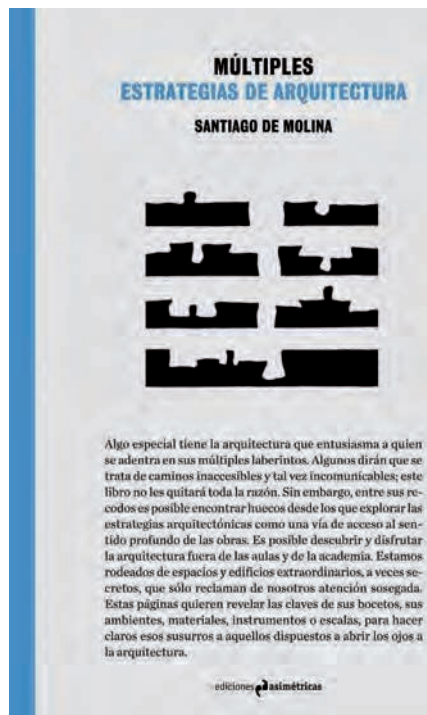 MÚLTIPLES
ESTRATEGIAS DE ARQUITECTURA
SANTIAGO DE MOLINA
Algo especial tiene la arquitectura que entusiasma a quien
se adentra en sus múltiples laberintos. Algunos dirán que se
trata de caminos inaccesibles y tal vez incomunicables; este
libro no les quitará toda la razón. Sin embargo, entre sus re-
codos es posible encontrar huecos desde los que explorar las
estrategias arquitectónicas como una vía de acceso al sen-
tido profundo de las obras. Es posible descubrir y disfrutar
la arquitectura fuera de las aulas y de la academia. Estamos
rodeados de espacios y edificios extraordinarios, a veces se-
cretos, que sólo reclaman de nosotros atención sosegada.
Estas páginas quieren revelar las claves de sus bocetos, sus
ambientes, materiales, instrumentos o escalas, para hacer
claros esos susurros a aquellos dispuestos a abrir los ojos a
la arquitectura.
ediciones asimétricas